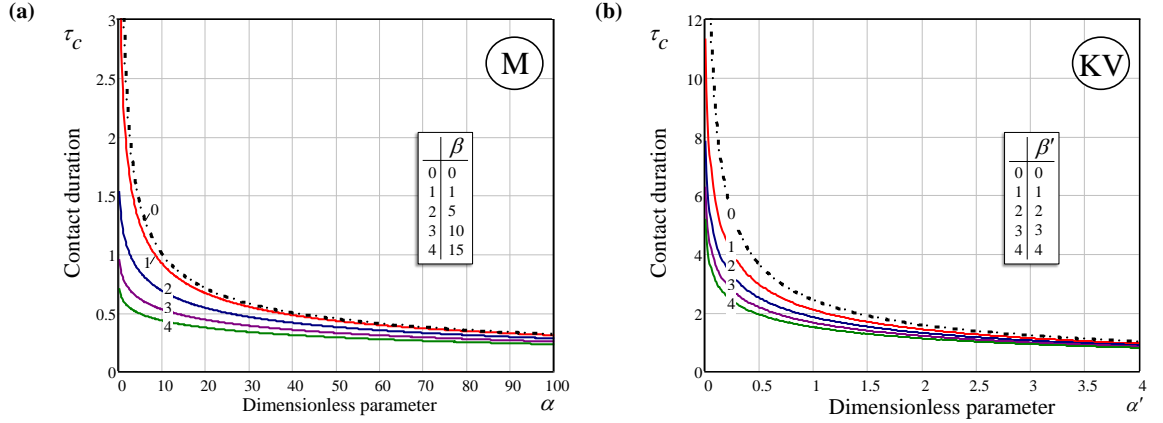 (a)
τc
M
3
2.5
2
1.5
1
0.5
0
Contact duration
β
0 0
1 1
2 5
3 10
4 15
0
1
2
3
4
0 10 20 30 40 50 60 70 80 90 100
Dimensionless parameter α
(b)
τc
KV
12
10
8
6
4
2
0
Contact duration
β′
0 0
1 1
2 2
3 3
4 4
0
1
2
3
4
0 0.5 1 1.5 2 2.5 3 3.5 4
Dimensionless parameter α′